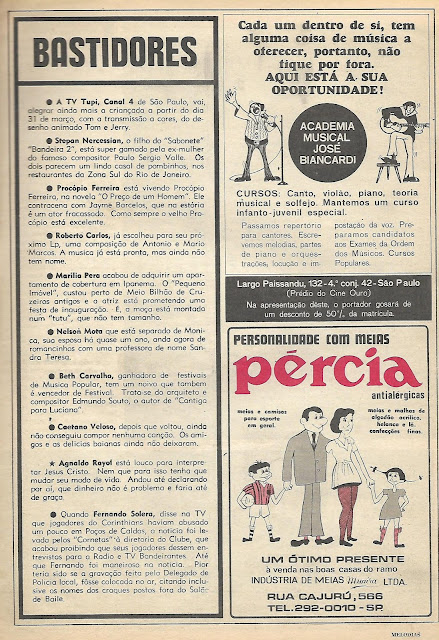 BASTIDORES
● A TV Tupi, Canal 4 de São Paulo, vai,
alegrar ainda mais a criançada a partir do dia
31 de março, com a transmissão a cores, do de-
senho animado Tom e Jerry.
● Stepan Nercessian, o filho do "Sabonete"
"Bandeira 2", está super gamado pela ex-mulher
do famoso compositor Paulo Sergio Valle. Os
dois parecem um lindo casal de pombinhos, nos
restaurantes da Zona Sul do Rio de Janeiro.
● Procópio Ferreira está vivendo Procópio
Ferreira, na novela "O Preço de um Homem". Ele
contracena com Jayme Barcelos, que na estória
é um ator fracassado. Como sempre o velho Pro-
cópio está excelente.
● Roberto Carlos, já escolheu para seu próxi-
mo Lp, uma composição de Antonio e Mario
Marcos. A musica já está pronta, mas ainda não
tem nome.
● Marilia Pera acabou de adquirir um apar-
tamento de cobertura em Ipanema. O "Pequeno
Imóvel", custou perto de Meio Bilhão de Cru-
zeiros antigos e a atriz está prometendo uma
festa de inauguração. É, a moça está montada
num "tutu", que não tem tamanho.
● Nelson Mota que está separado de Moni-
ca, sua esposa há quase um ano, anda agora de
romancinhos com uma professora de nome San-
dra Teresa.
● Beth Carvalho, ganhadora de festivais
de Musica Popular, tem um noivo que tambem
é vencedor de Festival. Trata-se do arquiteto e
compositor Edmundo Souto, o autor de "Cantiga
para Luciana".
● Caetano Veloso, depois que voltou, ainda
não conseguiu compor nenhuma canção. Os ami-
gos e as delícias baianas ainda não deixaram.
★ Agnaldo Rayol está louco para interpre-
tar Jesus Cristo. Nem que para isso tenha que
mudar seu modo de vida. Andou até declarando
por aí, que dinheiro não é problema e faria até
de graça.
● Quando Fernando Solera, disse na TV
que jogadores do Corinthians haviam abusado
um pouco em Poços de Caldas, a noticia foi le-
vada pelos "Cornetas" à diretoria do Clube, que
acabou proibindo que seus jogadores dessem en-
trevistas para o Radio e TV Bandeirantes. Até
que Fernando foi maneiroso na noticia. Pior
teria sido se a gravação feita pelo Delegado de
Policia local, fôsse colocada no ar, citando inclusi-
ve os nomes dos craques postos fora do Salão
de Baile.
Cada um dentro de si, tem
alguma coisa de música a
oferecer, portanto, não
fique por fora.
AQUI ESTÁ A SUA
OPORTUNIDADE!
ACADEMIA
MUSICAL
JOSÉ
BIANCARDI
CURSOS: Canto, violão, piano, teoria
musical e solfejo. Mantemos um curso
infanto-juvenil especial.
Passamos repertório
para cantores. Escre-
vemos melodias, partes
de piano e orques-
trações, locução e im-
postação da voz. Pre-
paramos candidatos
aos Exames da Ordem
dos Músicos. Cursos
Populares.
Largo Paissandu, 132-4.º conj. 42-São Paulo
(Prédio do Cine Ouro)
Na apresentação dêste, o portador gosará de
um desconto de 50% da matrícula.
PERSONALIDADE COM MEIAS
pércia
antialérgicas
meias e camisas
para esporte
em geral.
meias e malhas de
algodão acrílico,
helanca e lã.
confecções finas.
UM ÓTIMO PRESENTE
à venda nas boas casas do ramo
INDÚSTRIA DE MEIAS LTDA.
RUA CAJURÚ, 566
TEL. 292-0010 - SP.
MELODIAS